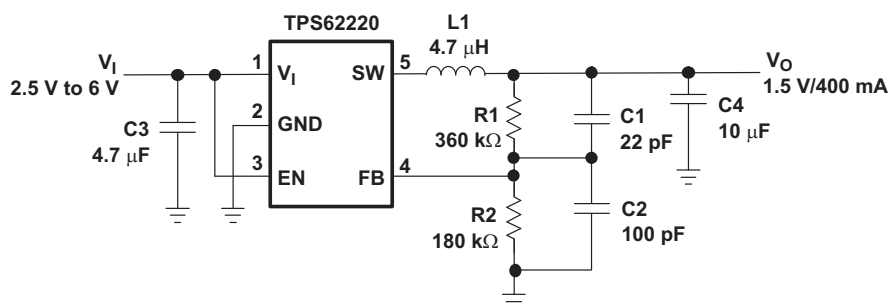 TPS62220
L1
4.7 μH
V_I
2.5 V to 6 V
1
V_I
SW
5
V_O
1.5 V/400 mA
2
GND
C3
4.7 μF
3
EN
FB
4
R1
360 kΩ
C1
22 pF
C4
10 μF
R2
180 kΩ
C2
100 pF